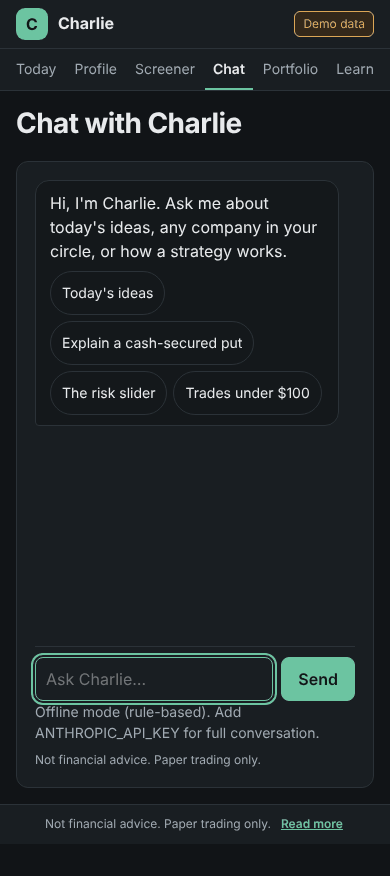 C Charlie Demo data
Today Profile Screener Chat Portfolio Learn
Chat with Charlie
Hi, I'm Charlie. Ask me about
today's ideas, any company in your
circle, or how a strategy works.
Today's ideas
Explain a cash-secured put
The risk slider Trades under $100
Ask Charlie... Send
Offline mode (rule-based). Add
ANTHROPIC_API_KEY for full conversation.
Not financial advice. Paper trading only.
Not financial advice. Paper trading only. Read more